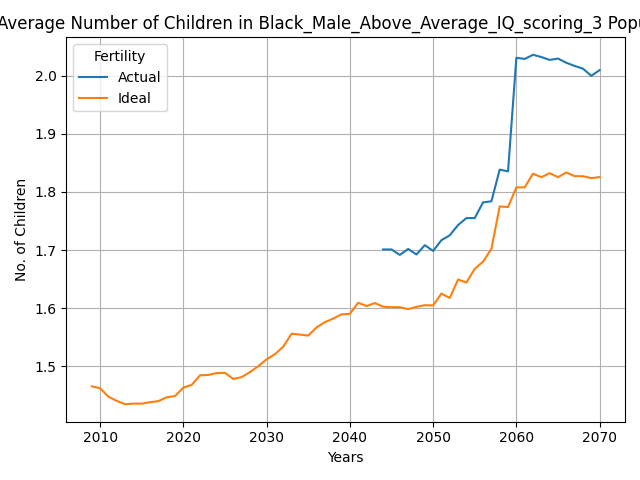 Average Number of Children in Black_Male_Above_Average_IQ_scoring_3
Fertility
Actual
Ideal
No. of Children
2.0
1.9
1.8
1.7
1.6
1.5
2010 2020 2030 2040 2050 2060 2070
Years